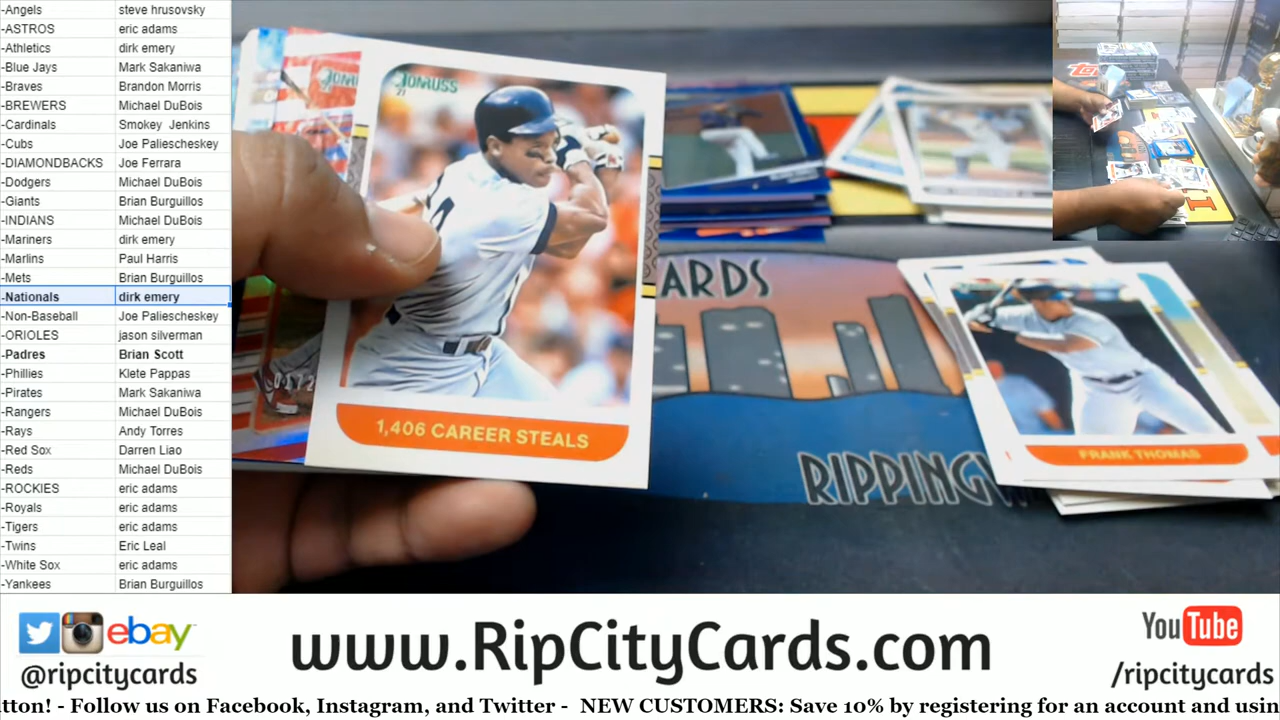 -Angels steve hrusovsky
-ASTROS eric adams
-Athletics dirk emery
-Blue Jays Mark Sakaniwa
-Braves Brandon Morris
-BREWERS Michael DuBois
-Cardinals Smokey Jenkins
-Cubs Joe Paliescheskey
-DIAMONDBACKS Joe Ferrara
-Dodgers Michael DuBois
-Giants Brian Burguillos
-INDIANS Michael DuBois
-Mariners dirk emery
-Marlins Paul Harris
-Mets Brian Burguillos
-Nationals dirk emery
-Non-Baseball Joe Paliescheskey
-ORIOLES jason silverman
-Padres Brian Scott
-Phillies Klete Pappas
-Pirates Mark Sakaniwa
-Rangers Michael DuBois
-Rays Andy Torres
-Red Sox Darren Liao
-Reds Michael DuBois
-ROCKIES eric adams
-Royals eric adams
-Tigers eric adams
-Twins Eric Leal
-White Sox eric adams
-Yankees Brian Burguillos
DONRUSS
1,406 CAREER STEALS
ARDS
RIPPING
FRANK THOMAS
ebay
@ripcitycards
www.RipCityCards.com
YouTube
/ripcitycards
tton! - Follow us on Facebook, Instagram, and Twitter - NEW CUSTOMERS: Save 10% by registering for an account and usin